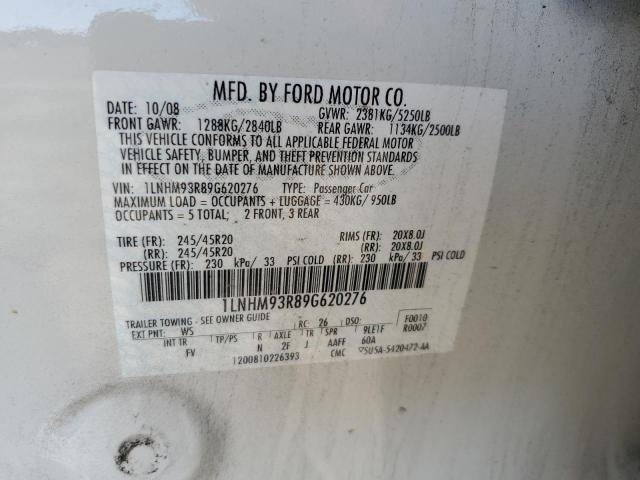 MFD. BY FORD MOTOR CO.
DATE: 10/08 GVWR: 2381KG/5250LB
FRONT GAWR: 1288KG/2840LB REAR GAWR: 1134KG/2500LB
THIS VEHICLE CONFORMS TO ALL APPLICABLE FEDERAL MOTOR
VEHICLE SAFETY, BUMPER, AND THEFT PREVENTION STANDARDS
IN EFFECT ON THE DATE OF MANUFACTURE SHOWN ABOVE.
VIN: 1LNHM93R89G620276 TYPE: Passenger Car
MAXIMUM LOAD = OCCUPANTS + LUGGAGE = 430KG/ 950LB
OCCUPANTS = 5 TOTAL; 2 FRONT, 3 REAR
TIRE (FR): 245/45R20 RIMS (FR): 20X8.0J
(RR): 245/45R20 (RR): 20X8.0J
PRESSURE (FR): 230 kPa/ 33 PSI COLD (RR): 230 kPa/ 33 PSI COLD
1LNHM93R89G620276
TRAILER TOWING - SEE OWNER GUIDE
EXT PNT: WS RC: 26 DSO: F0010
R0007
INT TR TP/PS R AXLE TR SPR 9LE1F
FV N 2F J AAFF 60A
1200810226393 CMC